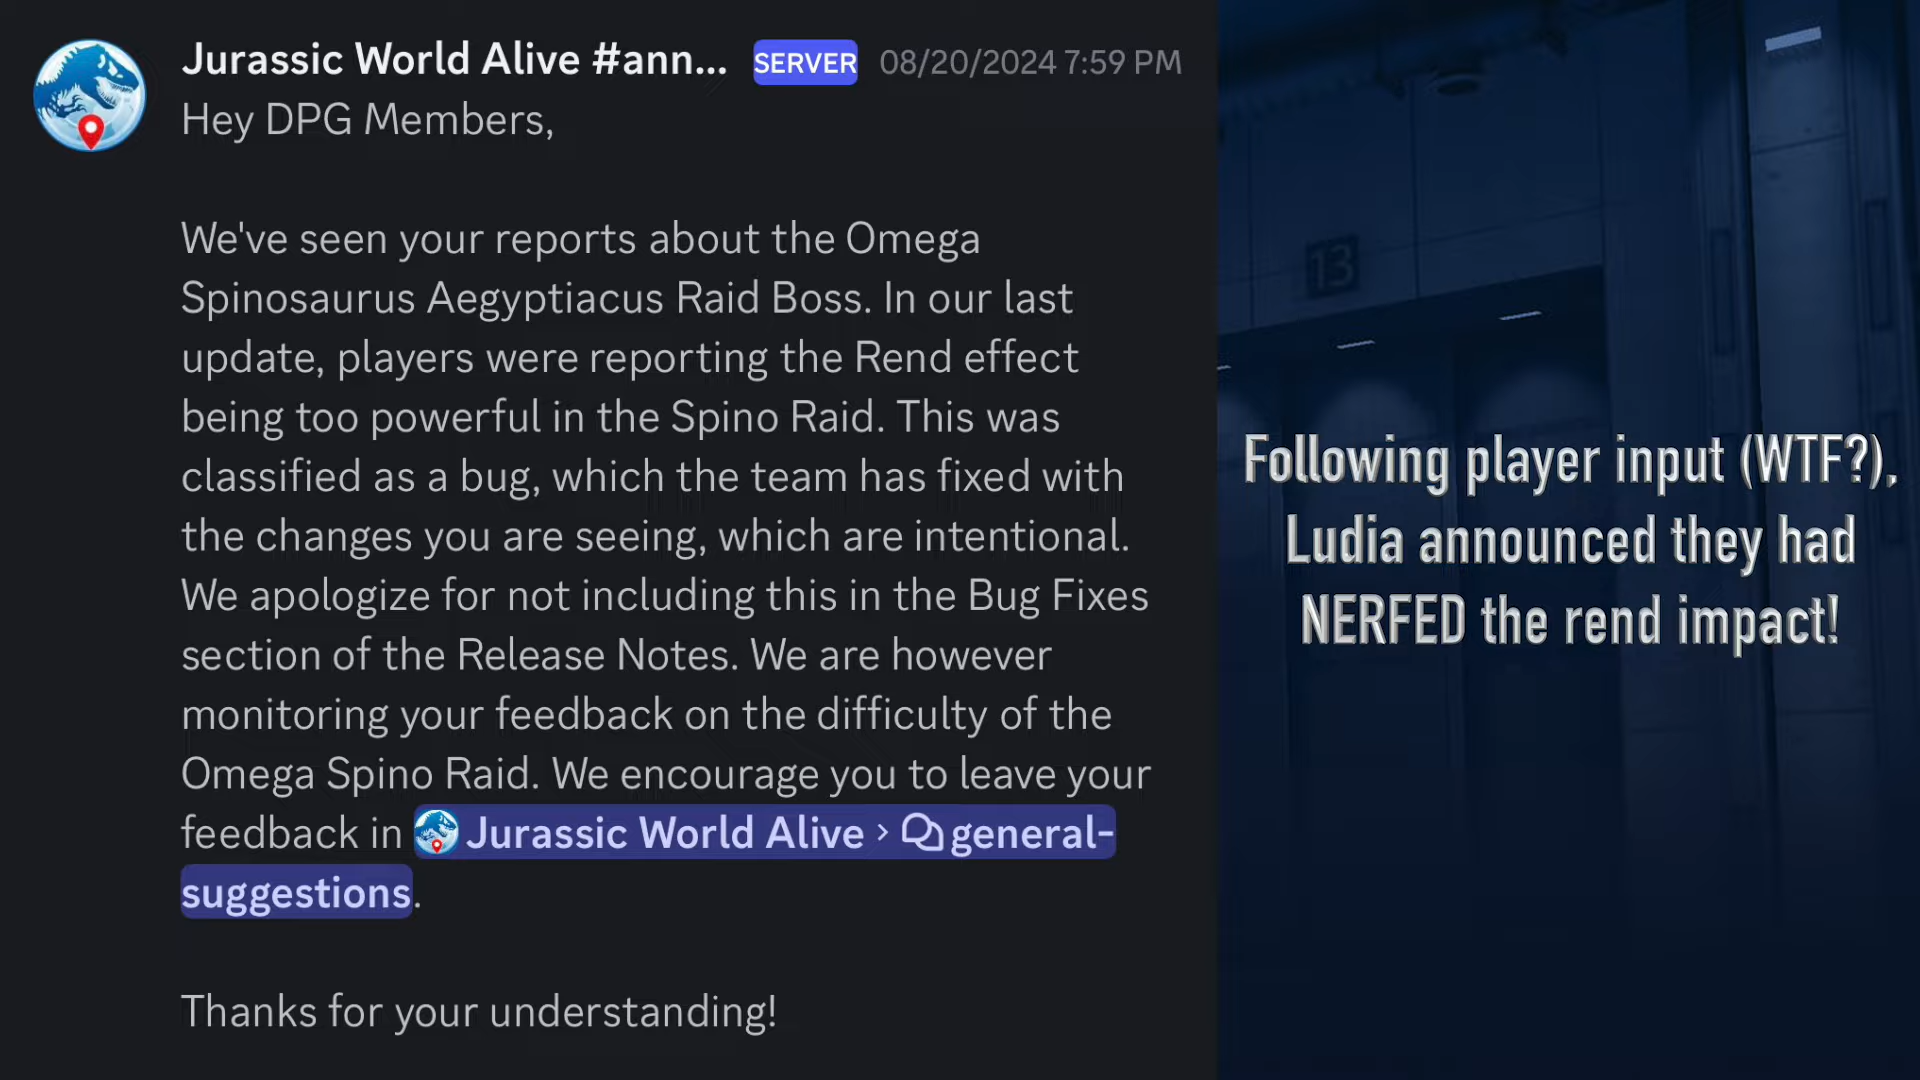 Jurassic World Alive #ann... SERVER 08/20/2024 7:59 PM
Hey DPG Members,
We've seen your reports about the Omega
Spinosaurus Aegyptiacus Raid Boss. In our last
update, players were reporting the Rend effect
being too powerful in the Spino Raid. This was
classified as a bug, which the team has fixed with
the changes you are seeing, which are intentional.
We apologize for not including this in the Bug Fixes
section of the Release Notes. We are however
monitoring your feedback on the difficulty of the
Omega Spino Raid. We encourage you to leave your
feedback in Jurassic World Alive › general-
suggestions.
Thanks for your understanding!
13
Following player input (WTF?),
Ludia announced they had
NERFED the rend impact!